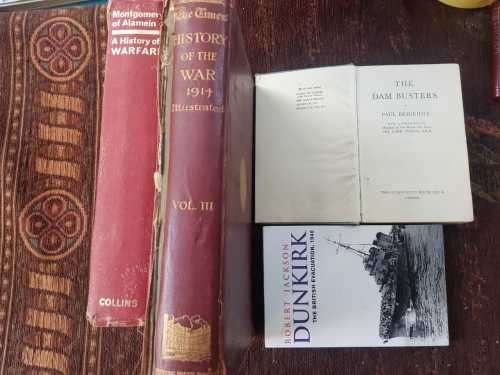 Montgomery
of Alamein
A History of
WARFARE
COLLINS
The Times
HISTORY
OF THE
WAR
1914
Illustrated
VOL. III
THE
DAM BUSTERS
PAUL BRICKHILL
LONDON
ROBERT JACKSON
DUNKIRK
THE BRITISH EVACUATION, 1940